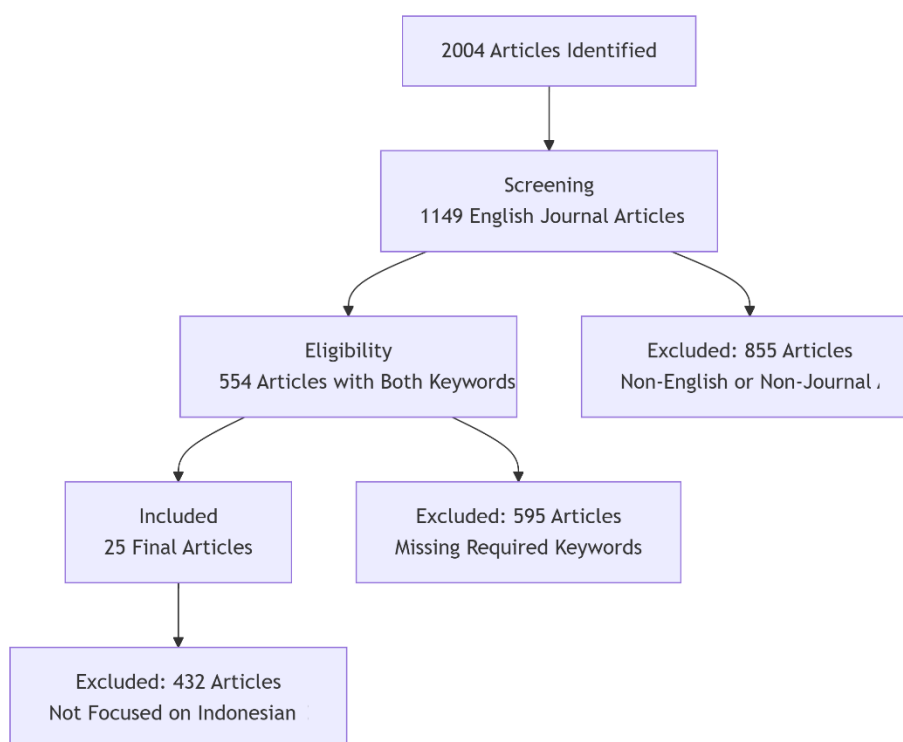 2004 Articles Identified
Screening
1149 English Journal Articles
Eligibility
554 Articles with Both Keywords
Excluded: 855 Articles
Non-English or Non-Journal
Included
25 Final Articles
Excluded: 595 Articles
Missing Required Keywords
Excluded: 432 Articles
Not Focused on Indonesian